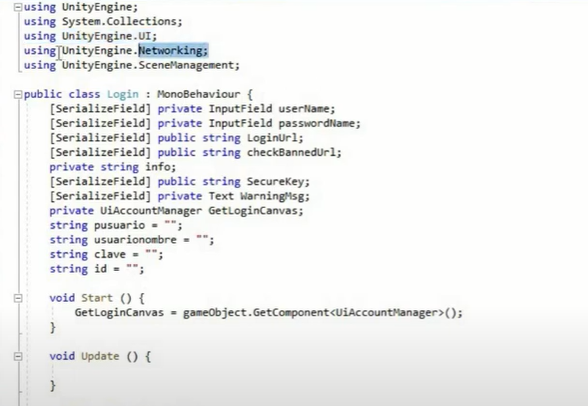 using UnityEngine;
using System.Collections;
using UnityEngine.UI;
using UnityEngine.Networking;
using UnityEngine.SceneManagement;
public class Login : MonoBehaviour {
[SerializeField] private InputField userName;
[SerializeField] private InputField passwordName;
[SerializeField] public string LoginUrl;
[SerializeField] public string checkBannedUrl;
private string info;
[SerializeField] public string SecureKey;
[SerializeField] private Text WarningMsg;
private UiAccountManager GetLoginCanvas;
string pusuario = "";
string usuarionombre = "";
string clave = "";
string id = "";
void Start () {
GetLoginCanvas = gameObject.GetComponent<UiAccountManager>();
}
void Update () {
}